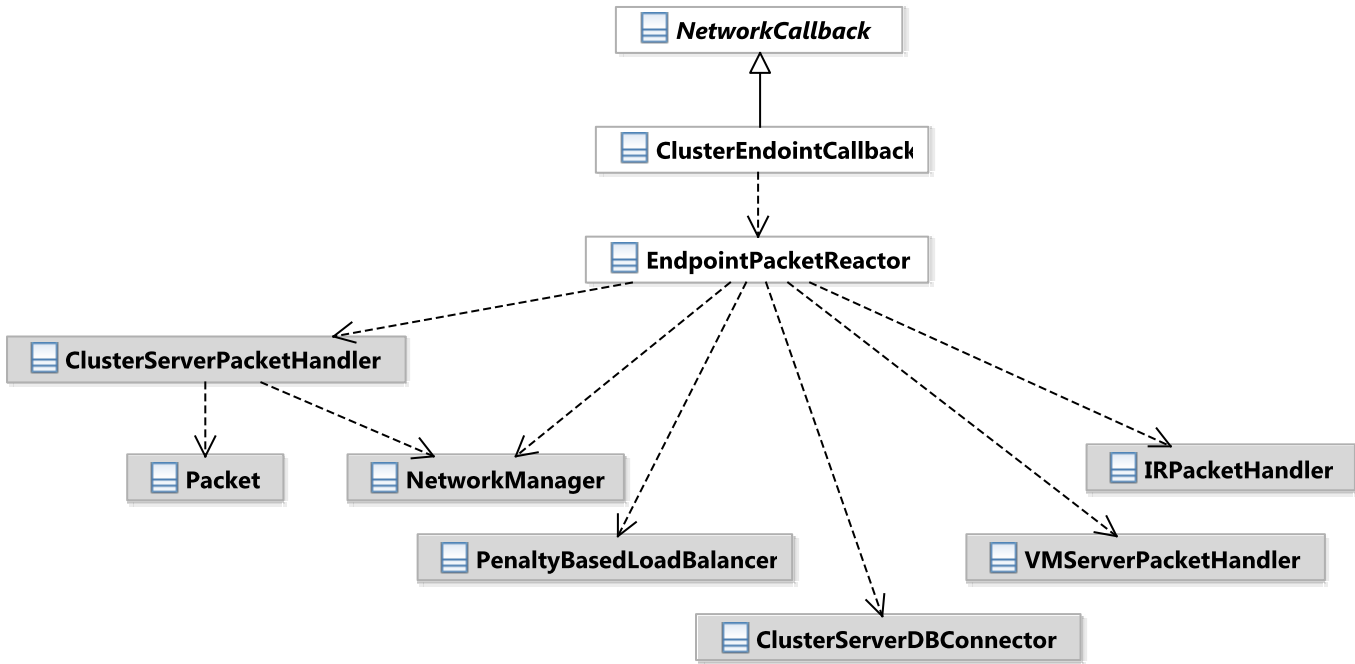 NetworkCallback
ClusterEndointCallback
EndpointPacketReactor
ClusterServerPacketHandler
Packet
NetworkManager
IRPacketHandler
PenaltyBasedLoadBalancer
VMServerPacketHandler
ClusterServerDBConnector